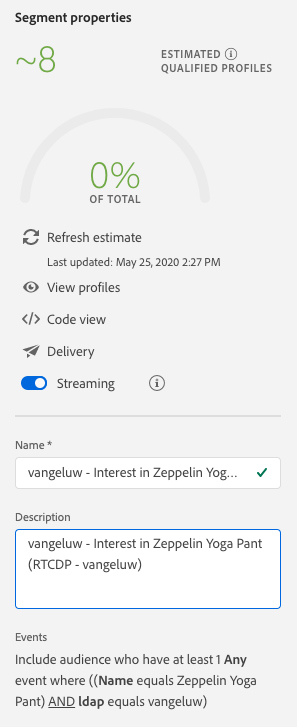 Segment properties
~8
ESTIMATED
QUALIFIED PROFILES
0%
OF TOTAL
Refresh estimate
Last updated: May 25, 2020 2:27 PM
View profiles
</> Code view
Delivery
Streaming
Name *
vangeluw - Interest in Zeppelin Yog...
Description
vangeluw - Interest in Zeppelin Yoga Pant
(RTCDP - vangeluw)
Events
Include audience who have at least 1 Any
event where ((Name equals Zeppelin Yoga
Pant) AND ldap equals vangeluw)